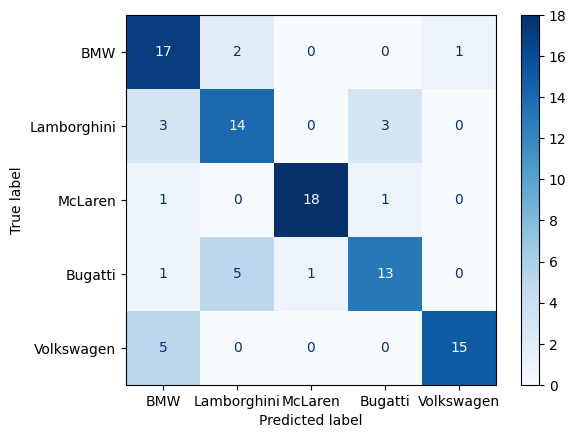 BMW 17 2 0 0 1
Lamborghini 3 14 0 3 0
McLaren 1 0 18 1 0
Bugatti 1 5 1 13 0
Volkswagen 5 0 0 0 15
BMW Lamborghini McLaren Bugatti Volkswagen
Predicted label
True label
18
16
14
12
10
8
6
4
2
0